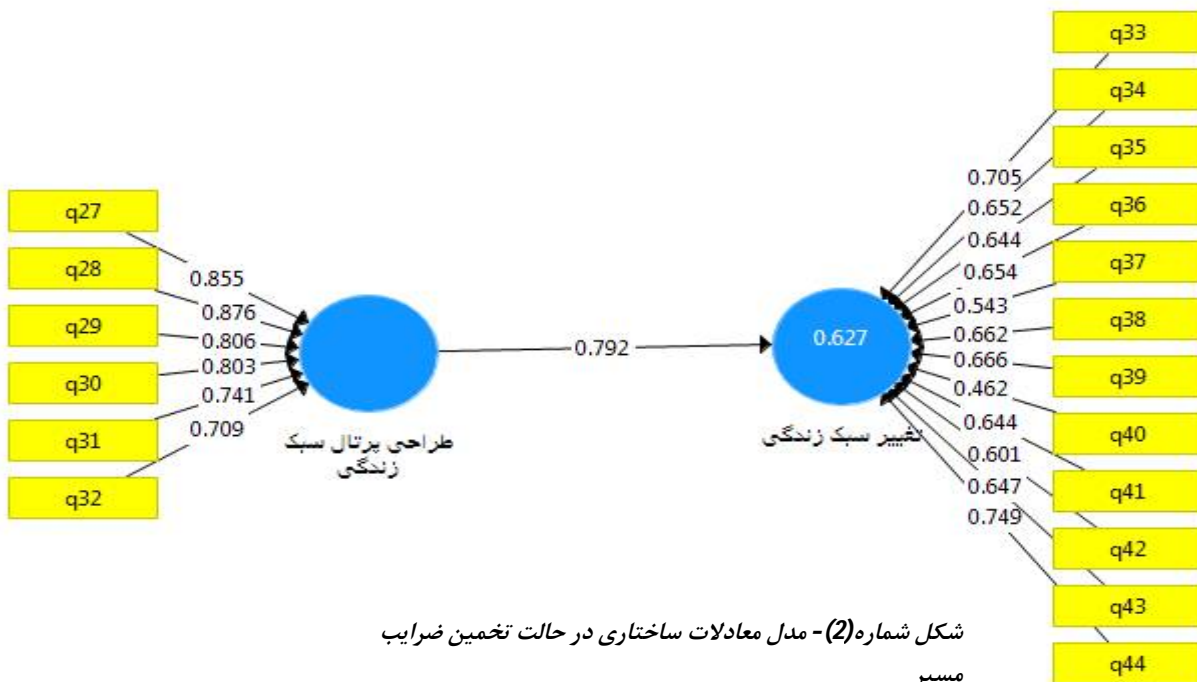 q33
q34
q35
q36
q37
q38
q39
q40
q41
q42
q43
q44
0.705
0.652
0.644
0.654
0.543
0.662
0.666
0.462
0.644
0.601
0.647
0.749
q27
q28
q29
q30
q31
q32
0.855
0.876
0.806
0.803
0.741
0.709
0.792
0.627
طراحی پرتال سبک
زندگی
تغییر سبک زندگی
شکل شماره(2)- مدل معادلات ساختاری در حالت تخمین ضرایب
مسیر